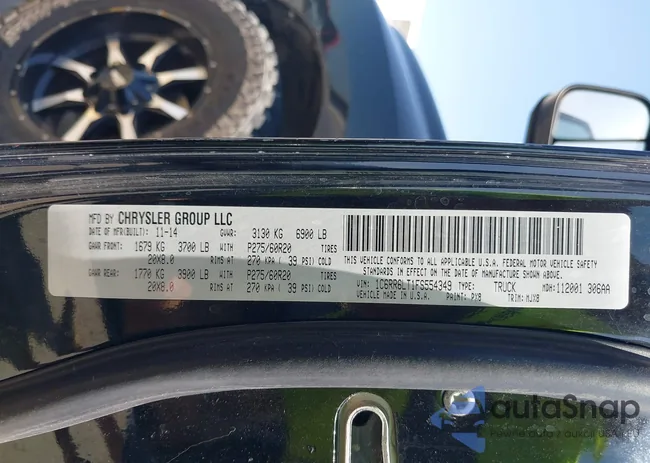 MFD BY CHRYSLER GROUP LLC
DATE OF MFR(BUILT): 11-14 GVWR: 3130 KG 6900 LB
GAWR FRONT: 1679 KG 3700 LB WITH P275/60R20 TIRES
20X8.0 RIMS AT 270 KPA ( 39 PSI) COLD
GAWR REAR: 1770 KG 3900 LB WITH P275/60R20 TIRES
20X8.0 RIMS AT 270 KPA ( 39 PSI) COLD
THIS VEHICLE CONFORMS TO ALL APPLICABLE U.S.A. FEDERAL MOTOR VEHICLE SAFETY
STANDARDS IN EFFECT ON THE DATE OF MANUFACTURE SHOWN ABOVE.
VIN: 1C6RR6LT1FS554349 TYPE: TRUCK MDH: 112001 306AA
VEHICLE MADE IN U.S.A. PAINT: PX8 TRIM: MJX8
autaSnap